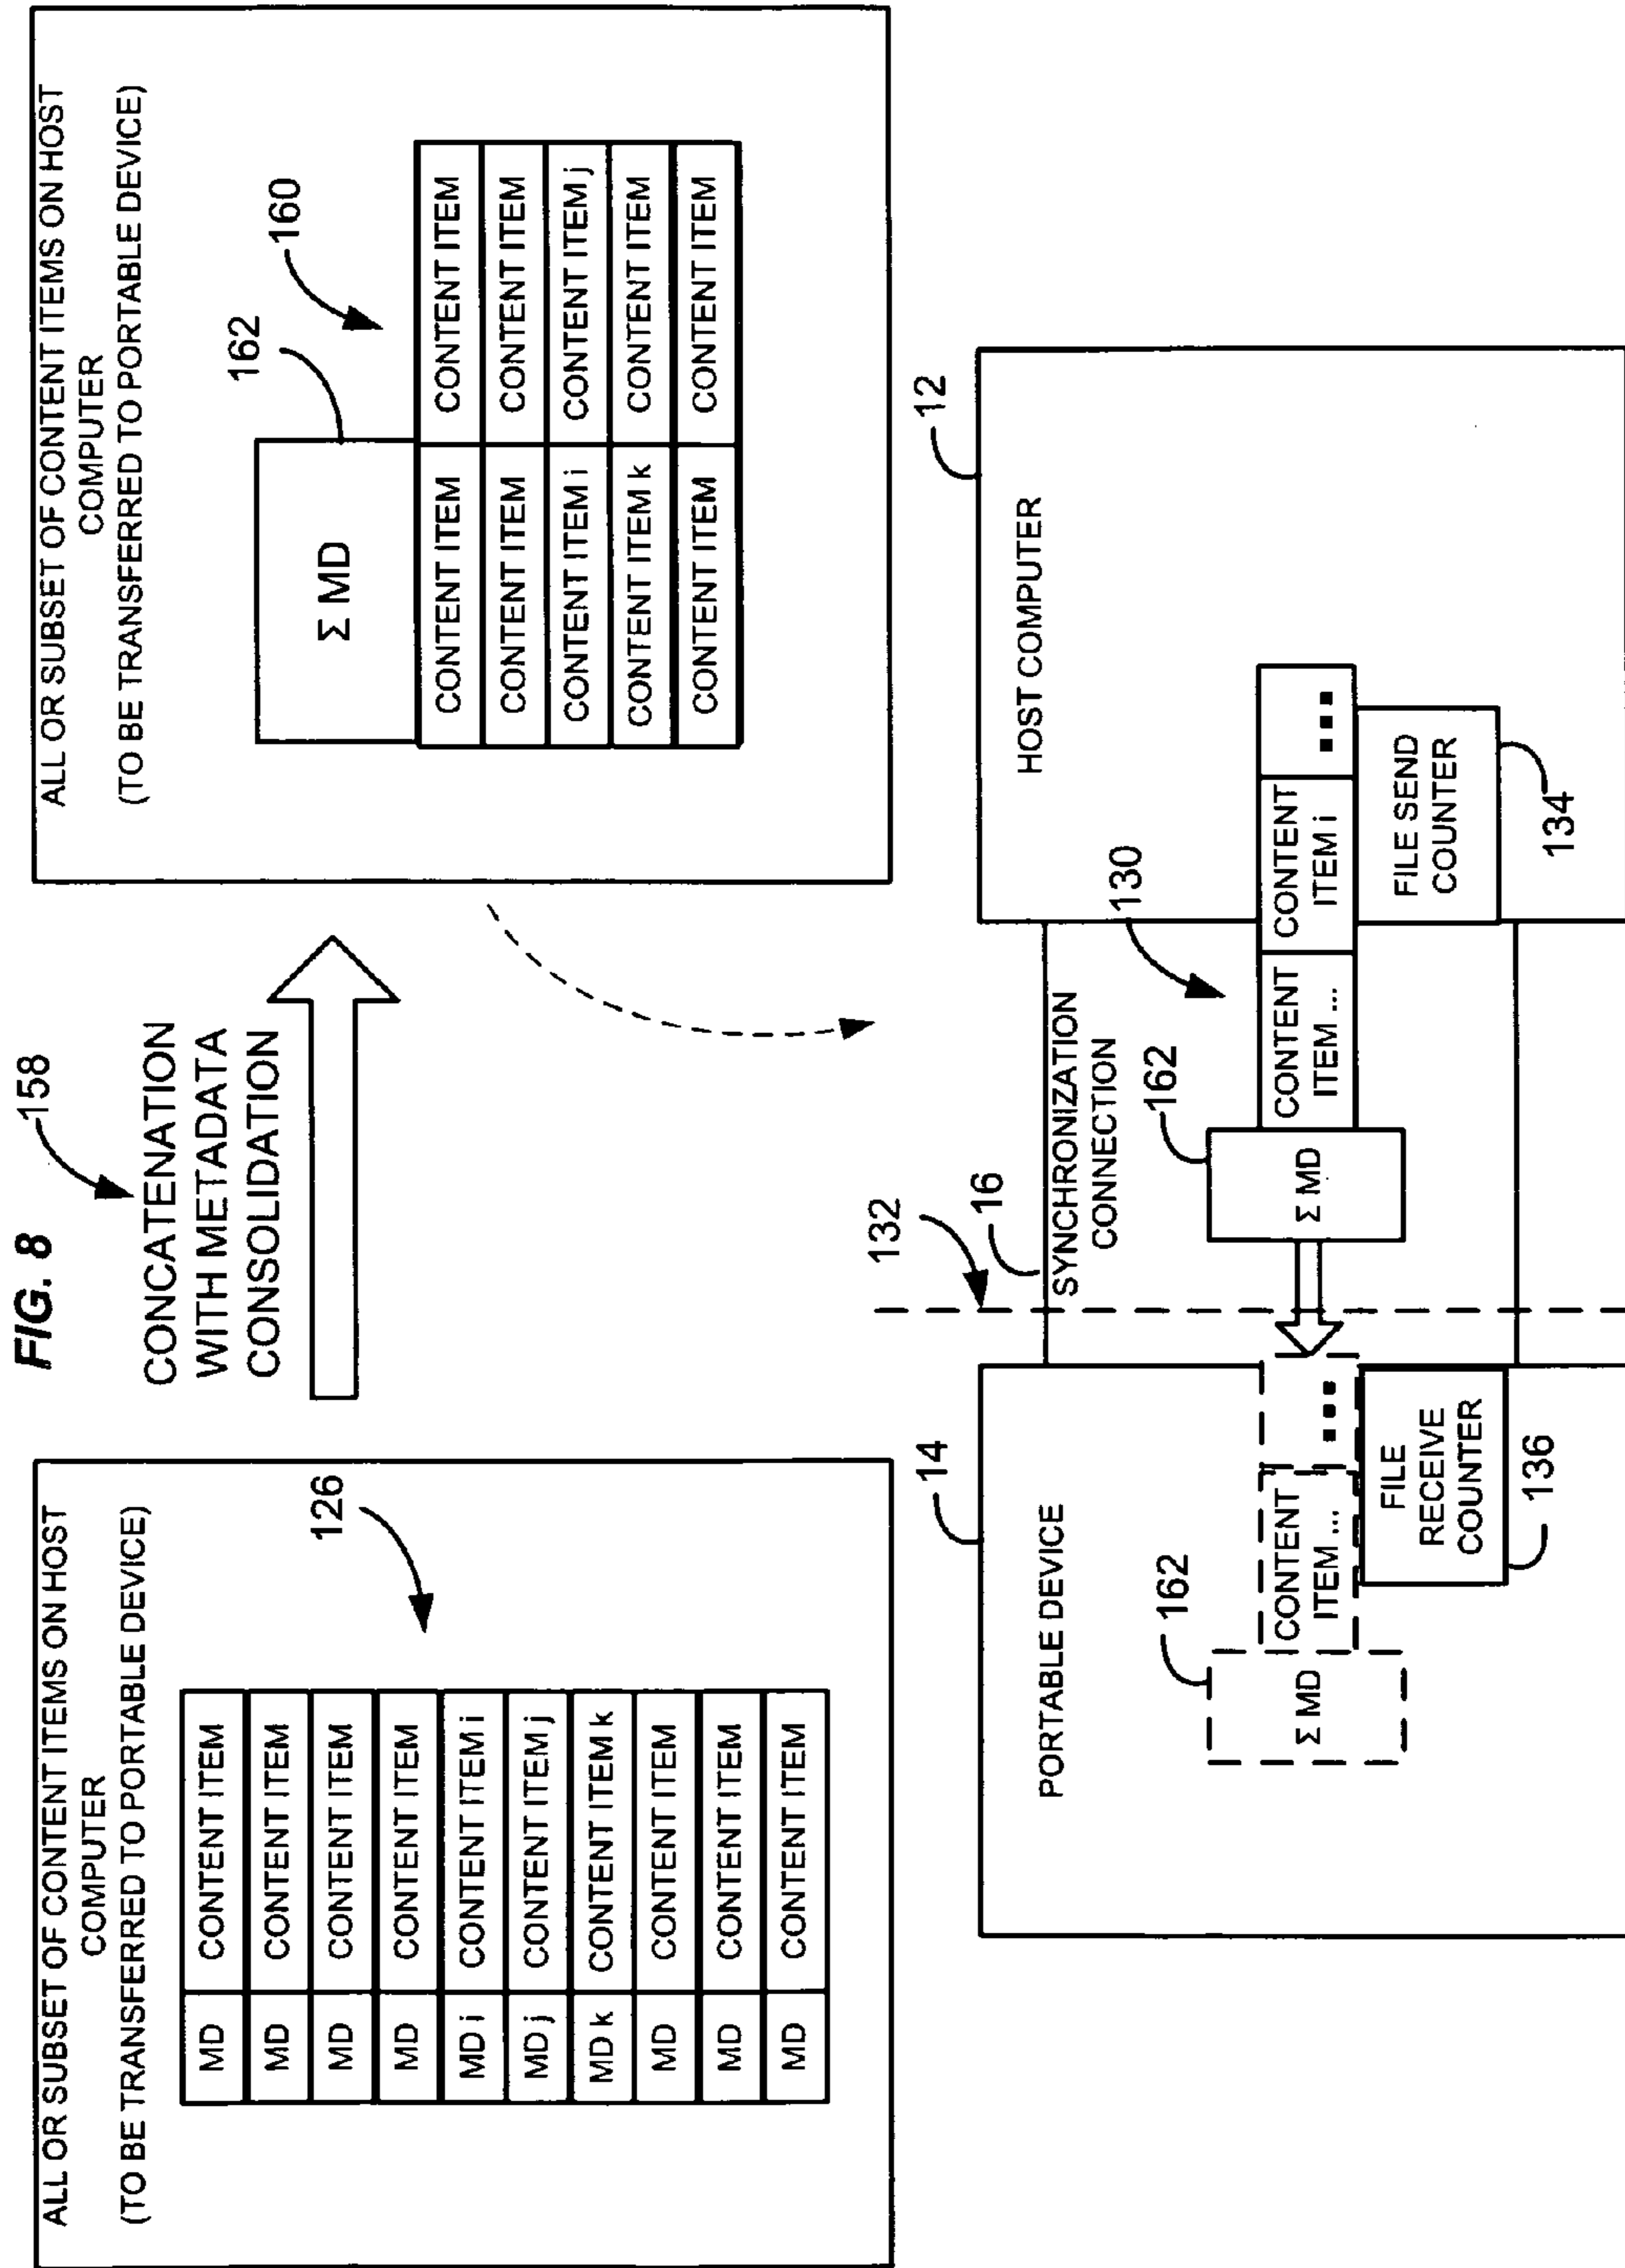 FIG. 8
ALL OR SUBSET OF CONTENT ITEMS ON HOST
COMPUTER
(TO BE TRANSFERRED TO PORTABLE DEVICE)
126
MD CONTENT ITEM
MD CONTENT ITEM
MD CONTENT ITEM
MD CONTENT ITEM
MD i CONTENT ITEM i
MD j CONTENT ITEM j
MD k CONTENT ITEM k
MD CONTENT ITEM
MD CONTENT ITEM
MD CONTENT ITEM
158
CONCATENATION
WITH METADATA
CONSOLIDATION
ALL OR SUBSET OF CONTENT ITEMS ON HOST
COMPUTER
(TO BE TRANSFERRED TO PORTABLE DEVICE)
162
160
Σ MD
CONTENT ITEM CONTENT ITEM
CONTENT ITEM CONTENT ITEM
CONTENT ITEM i CONTENT ITEM j
CONTENT ITEM k CONTENT ITEM
CONTENT ITEM CONTENT ITEM
14
PORTABLE DEVICE
162
Σ MD
CONTENT
ITEM ...
...
FILE
RECEIVE
COUNTER
136
132
16
SYNCHRONIZATION
CONNECTION
162
Σ MD
130
CONTENT
ITEM ...
CONTENT
ITEM i
...
12
HOST COMPUTER
FILE SEND
COUNTER
134